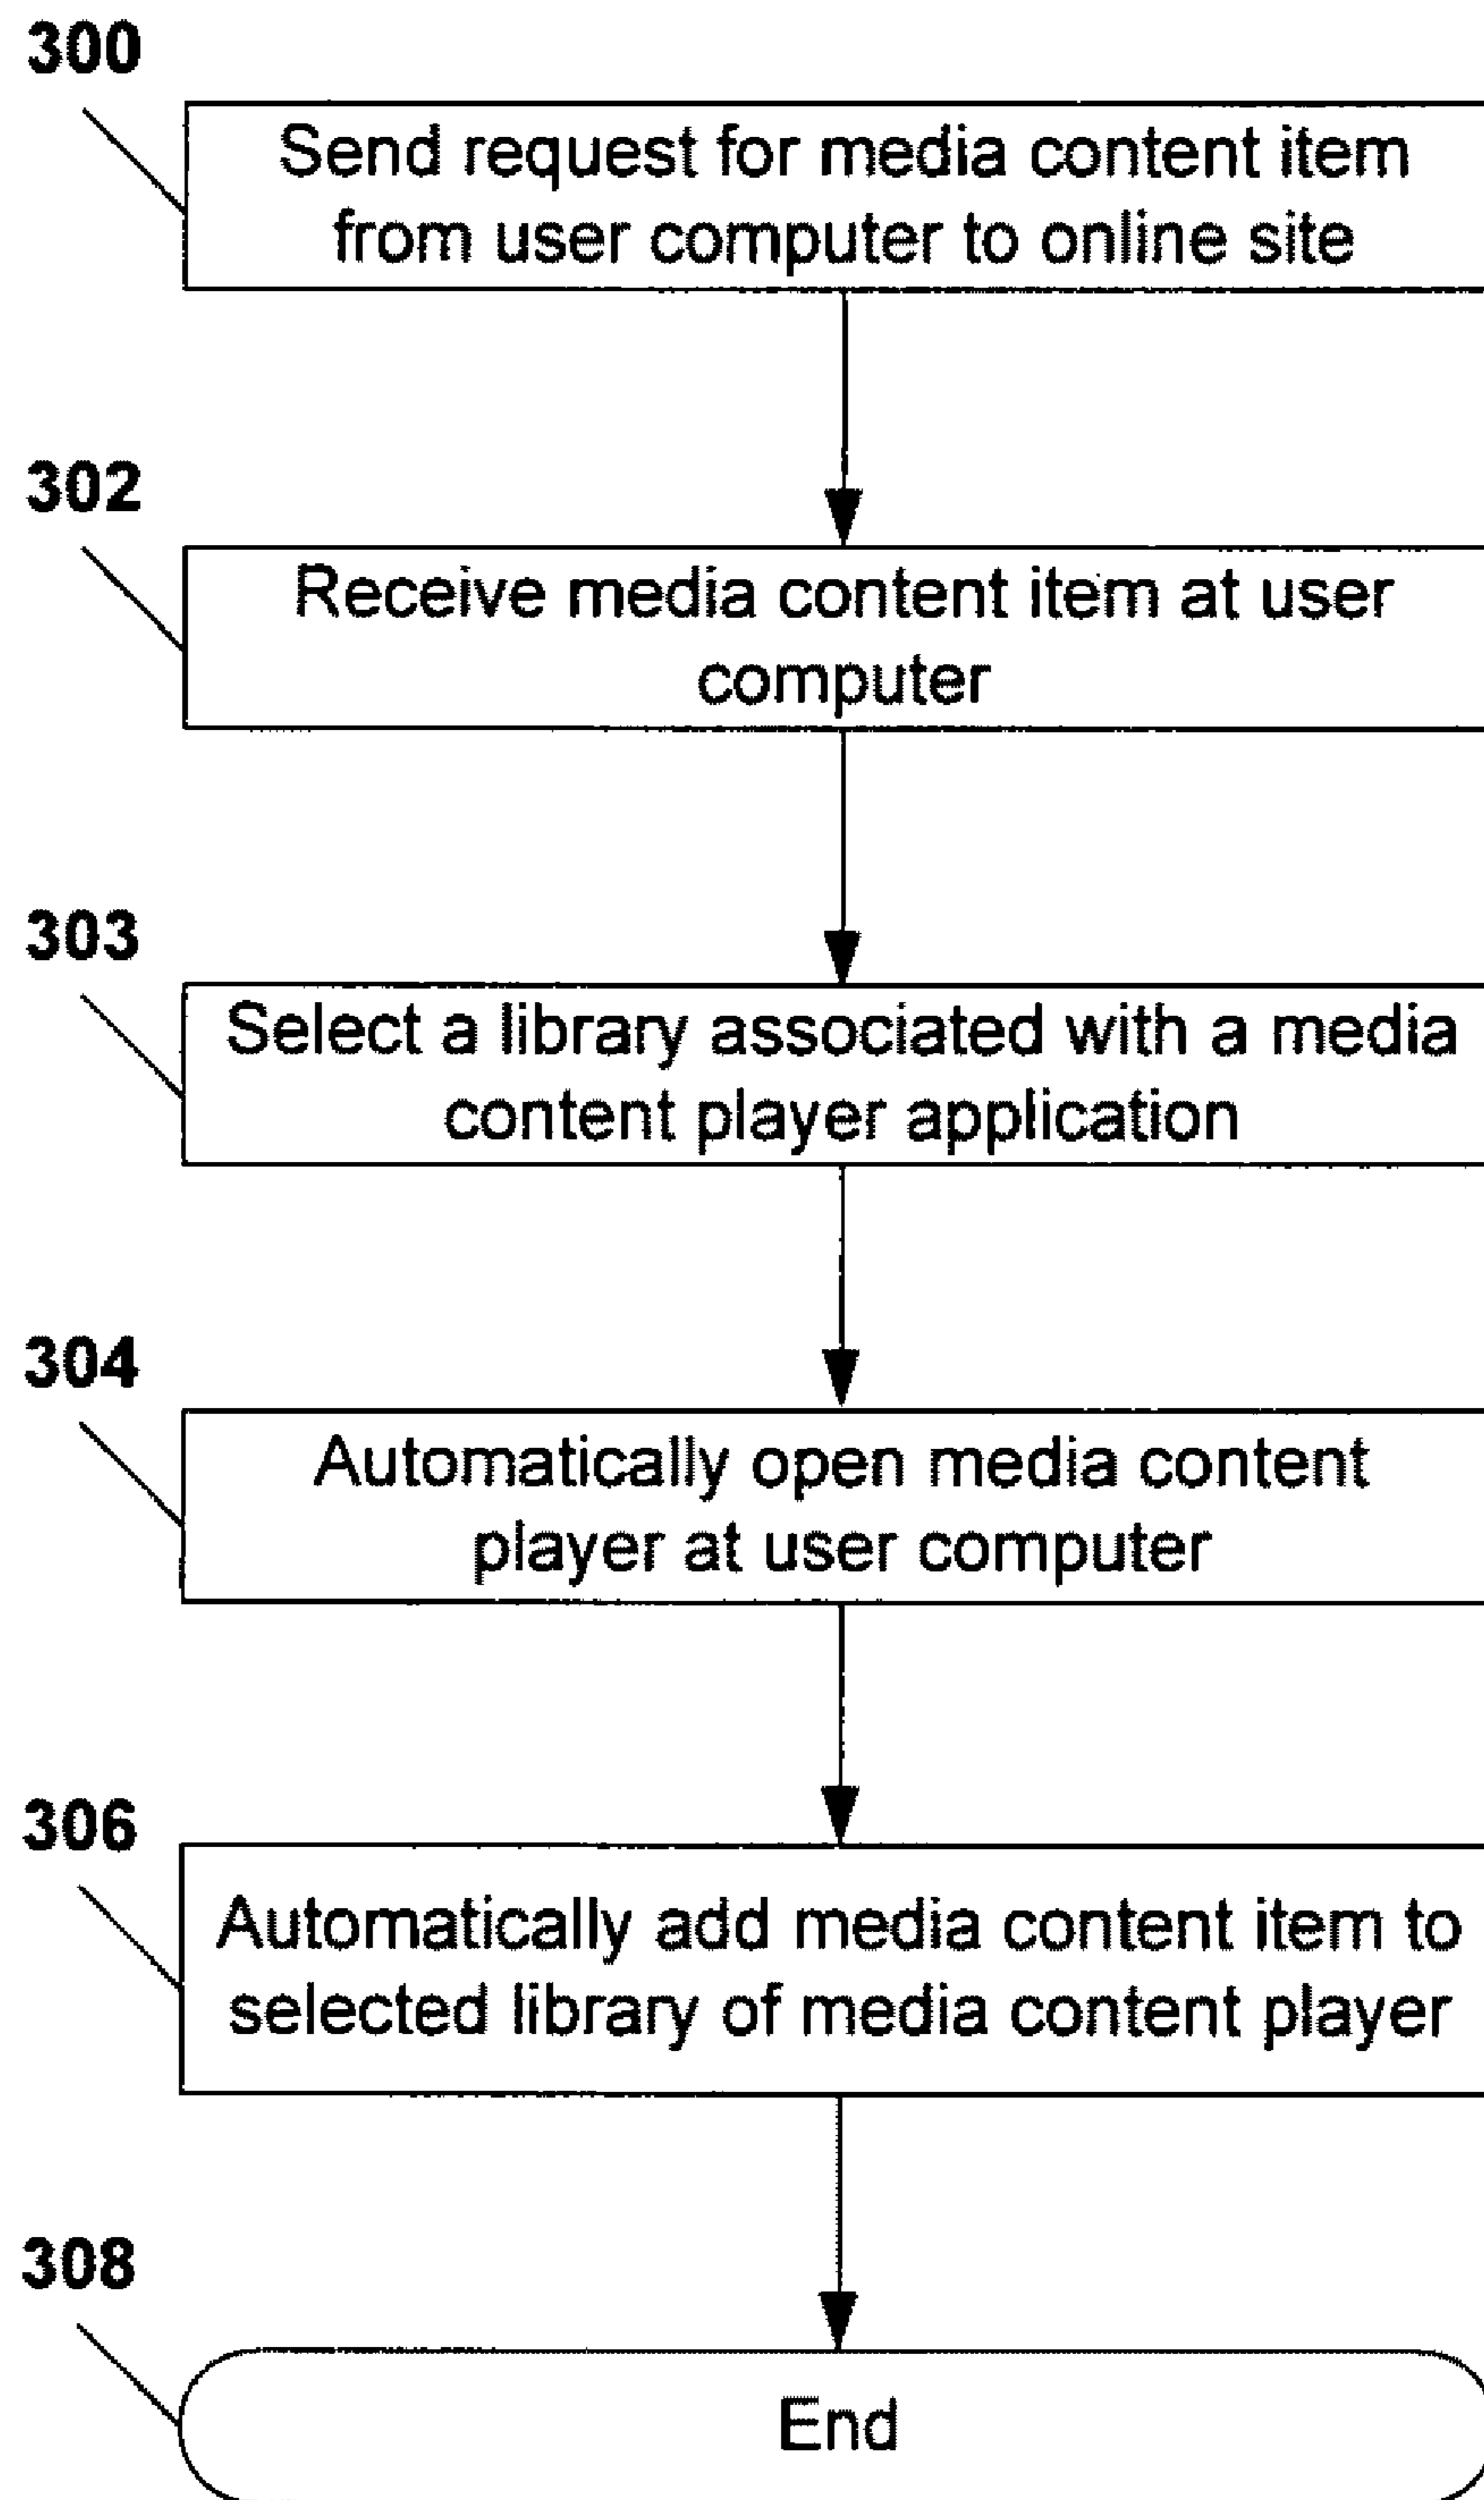 300
Send request for media content item
from user computer to online site
302
Receive media content item at user
computer
303
Select a library associated with a media
content player application
304
Automatically open media content
player at user computer
306
Automatically add media content item to
selected library of media content player
308
End